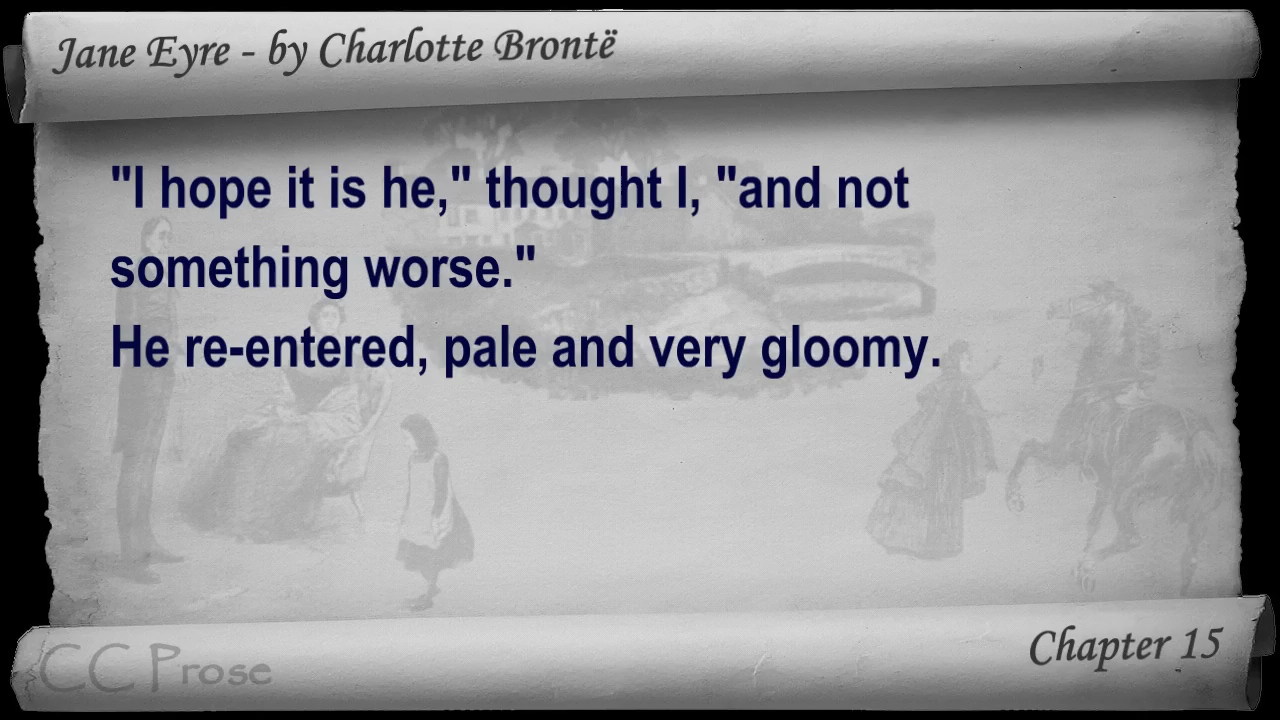 Jane Eyre - by Charlotte Brontë
"I hope it is he," thought I, "and not
something worse."
He re-entered, pale and very gloomy.
Chapter 15
CC Prose